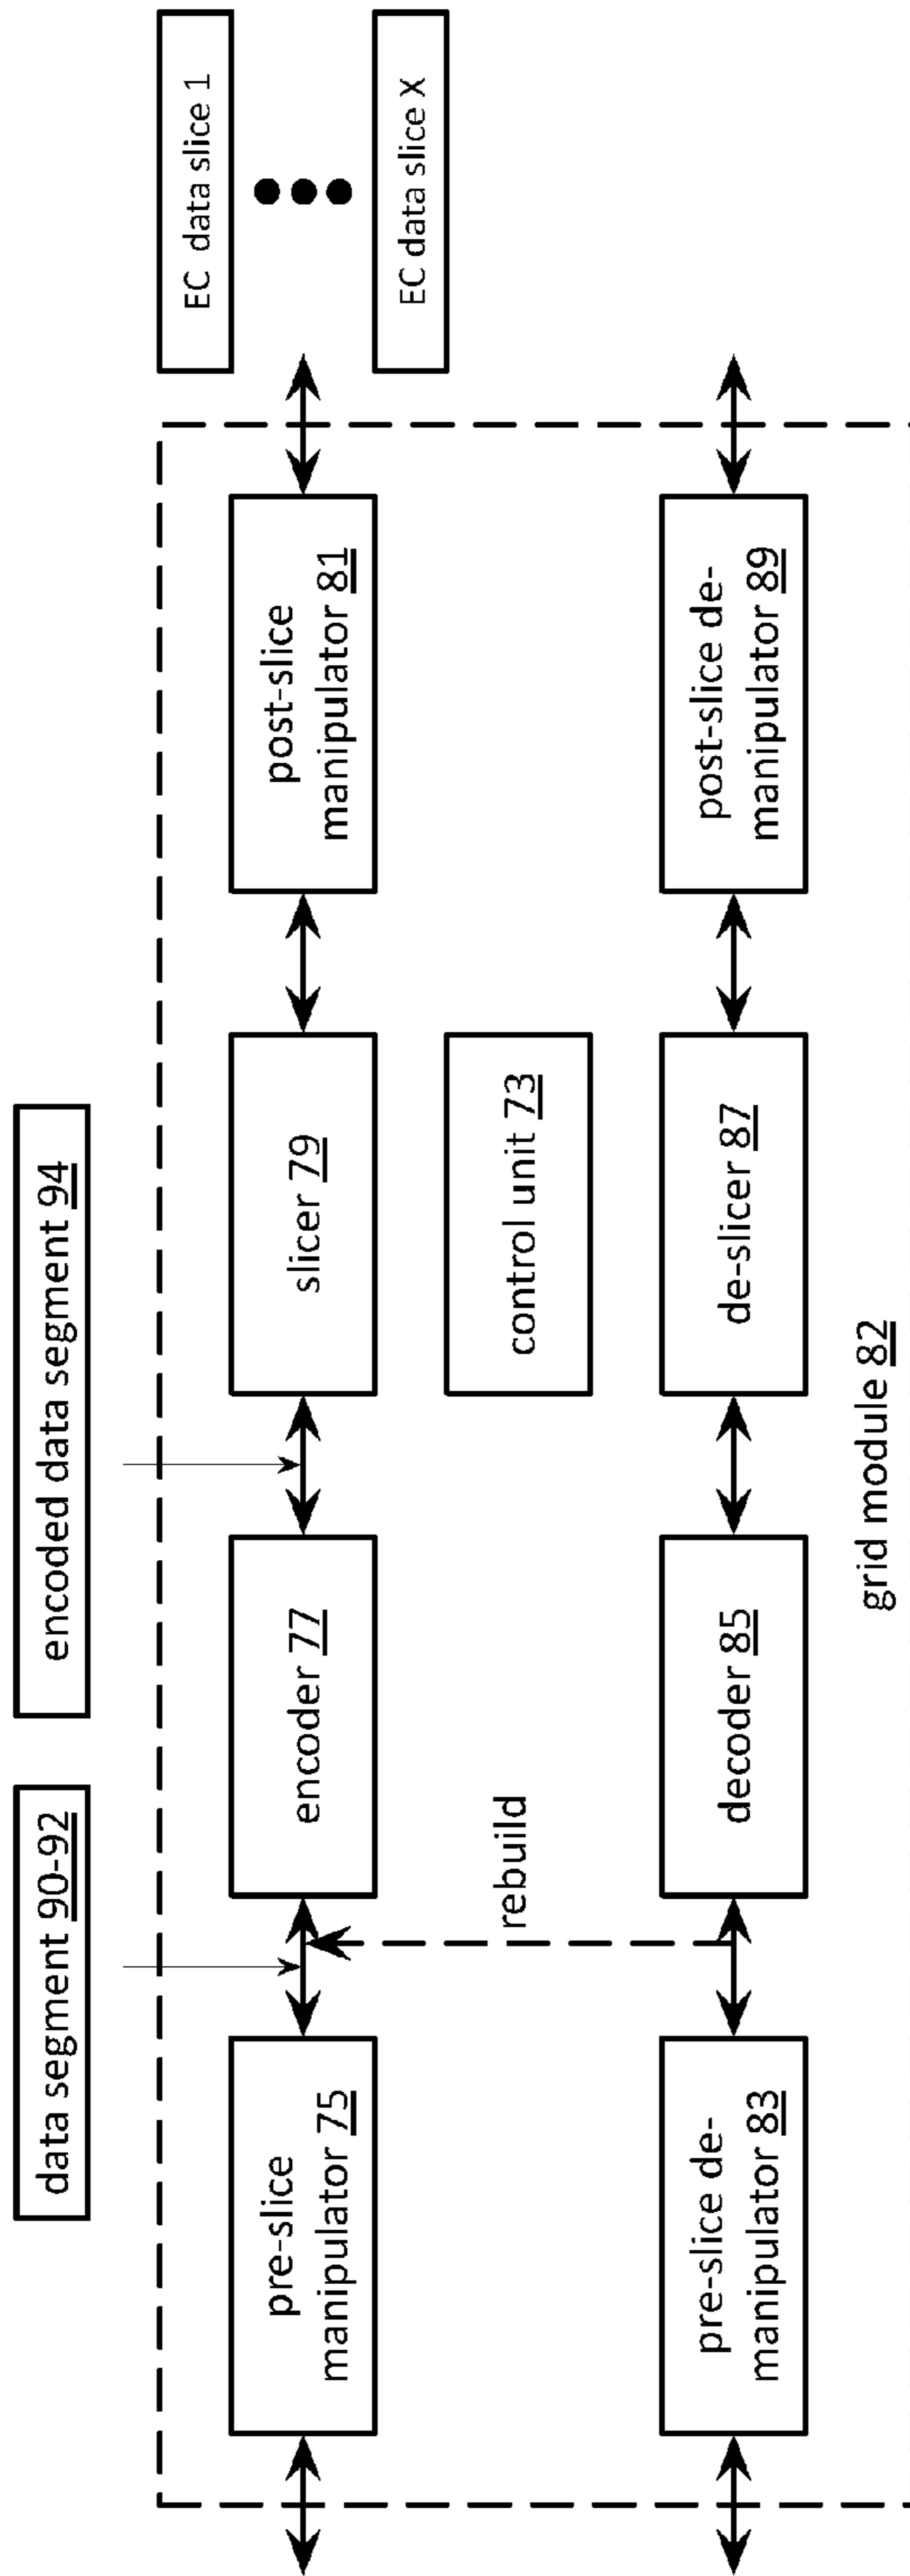 data segment 90-92
encoded data segment 94
EC data slice 1
EC data slice X
pre-slice
manipulator 75
encoder 77
slicer 79
post-slice
manipulator 81
rebuild
control unit 73
pre-slice de-
manipulator 83
decoder 85
de-slicer 87
post-slice de-
manipulator 89
grid module 82